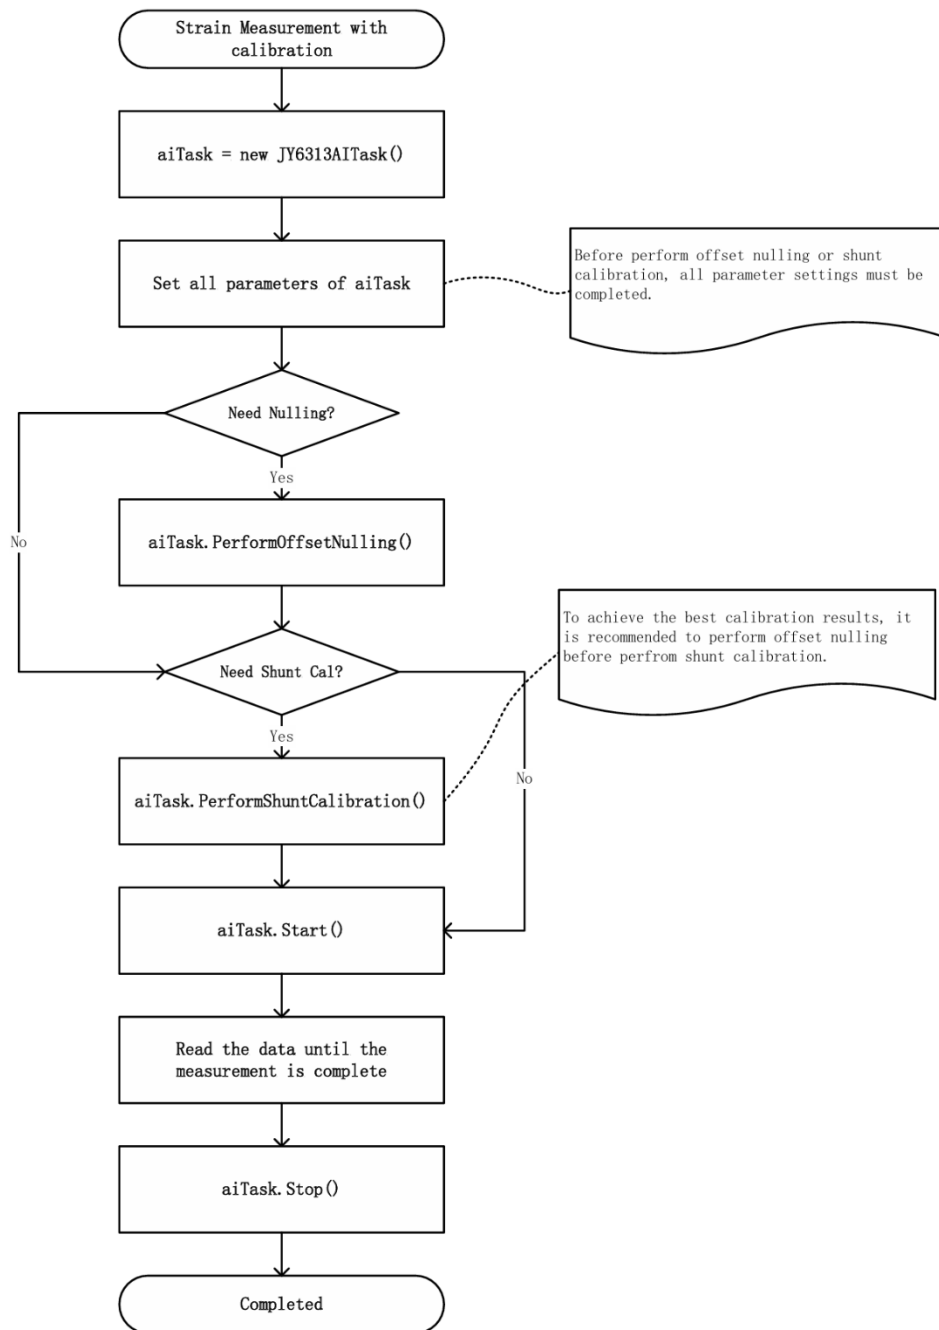 Strain Measurement with
calibration
aiTask = new JY6313AITask()
Set all parameters of aiTask
Before perform offset nulling or shunt
calibration, all parameter settings must be
completed.
Need Nulling?
Yes
No
aiTask.PerformOffsetNulling()
To achieve the best calibration results, it
is recommended to perform offset nulling
before perfrom shunt calibration.
Need Shunt Cal?
Yes
No
aiTask.PerformShuntCalibration()
aiTask.Start()
Read the data until the
measurement is complete
aiTask.Stop()
Completed